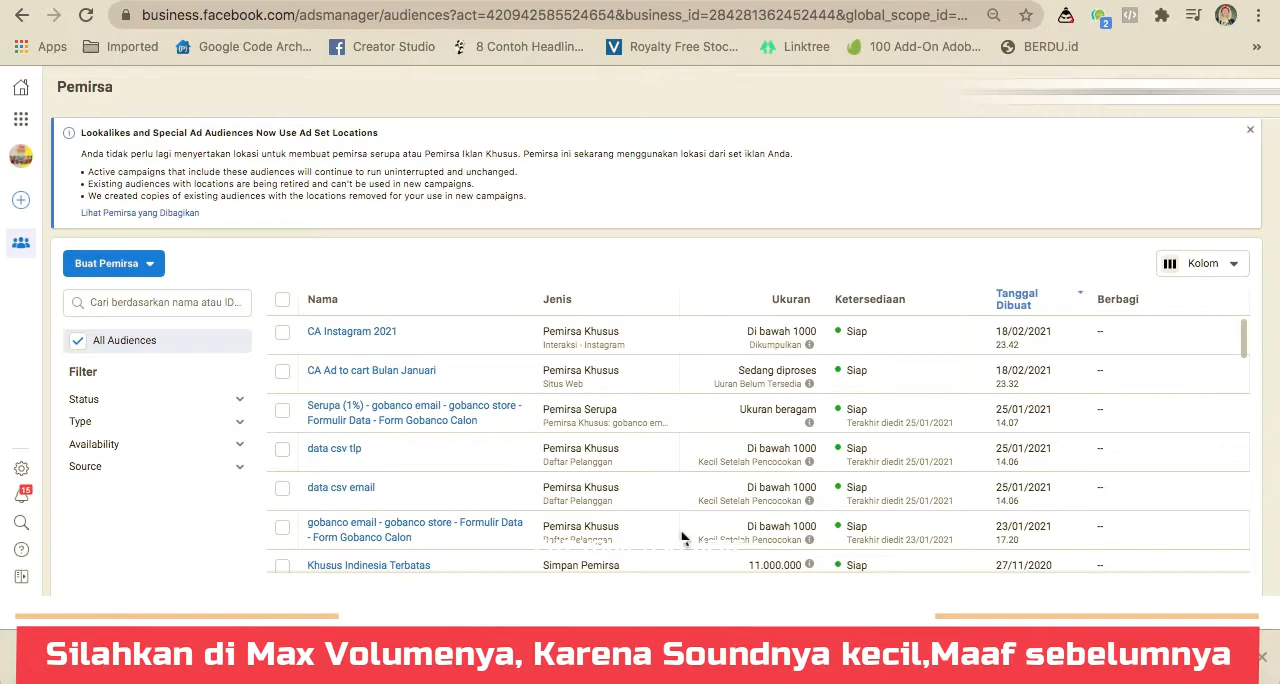 business.facebook.com/adsmanager/audiences?act=420942585524654&business_id=284281362452444&global_scope_id=...
2
Apps Imported Google Code Arch... Creator Studio 8 Contoh Headlin... Royalty Free Stoc... Linktree 100 Add-On Adob... BERDU.id »
Pemirsa
Lookalikes and Special Ad Audiences Now Use Ad Set Locations
Anda tidak perlu lagi menyertakan lokasi untuk membuat pemirsa serupa atau Pemirsa Iklan Khusus. Pemirsa ini sekarang menggunakan lokasi dari set iklan Anda.
• Active campaigns that include these audiences will continue to run uninterrupted and unchanged.
• Existing audiences with locations are being retired and can't be used in new campaigns.
• We created copies of existing audiences with the locations removed for your use in new campaigns.
Lihat Pemirsa yang Dibagikan
Buat Pemirsa
Kolom
Cari berdasarkan nama atau ID...
All Audiences
Filter
Status
Type
Availability
Source
15
Nama Jenis Ukuran Ketersediaan Tanggal Dibuat Berbagi
CA Instagram 2021 Pemirsa Khusus Di bawah 1000 Siap 18/02/2021 --
Interaksi - Instagram Dikumpulkan 23.42
CA Ad to cart Bulan Januari Pemirsa Khusus Sedang diproses Siap 18/02/2021 --
Situs Web Uuran Belum Tersedia 23.32
Serupa (1%) - gobanco email - gobanco store - Pemirsa Serupa Ukuran beragam Siap 25/01/2021 --
Formulir Data - Form Gobanco Calon Pemirsa Khusus: gobanco em... Terakhir diedit 25/01/2021 14.07
data csv tlp Pemirsa Khusus Di bawah 1000 Siap 25/01/2021 --
Daftar Pelanggan Kecil Setelah Pencocokan Terakhir diedit 25/01/2021 14.06
data csv email Pemirsa Khusus Di bawah 1000 Siap 25/01/2021 --
Daftar Pelanggan Kecil Setelah Pencocokan Terakhir diedit 25/01/2021 14.06
gobanco email - gobanco store - Formulir Data Pemirsa Khusus Di bawah 1000 Siap 23/01/2021 --
- Form Gobanco Calon Daftar Pelanggan Kecil Setelah Pencocokan Terakhir diedit 23/01/2021 17.20
Khusus Indinesia Terbatas Simpan Pemirsa 11.000.000 Siap 27/11/2020 --
Silahkan di Max Volumenya, Karena Soundnya kecil,Maaf sebelumnya